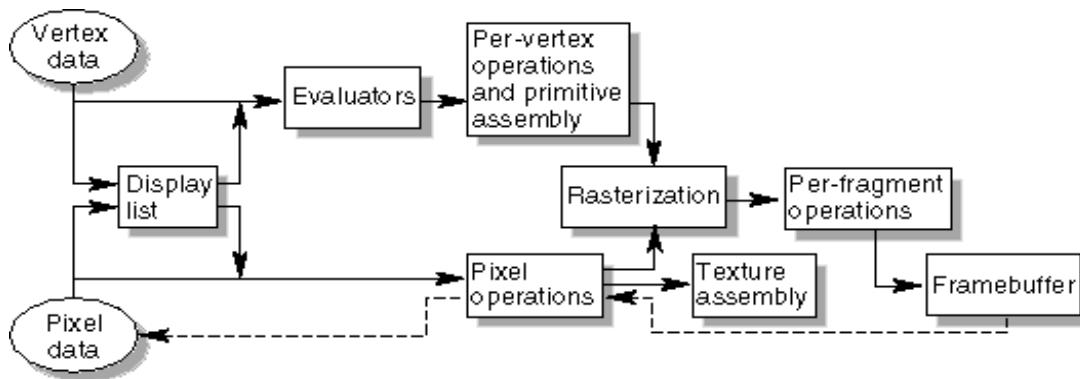 Vertex
data
Evaluators
Per-vertex
operations
and primitive
assembly
Display
list
Rasterization
Per-fragment
operations
Pixel
operations
Texture
assembly
Framebuffer
Pixel
data